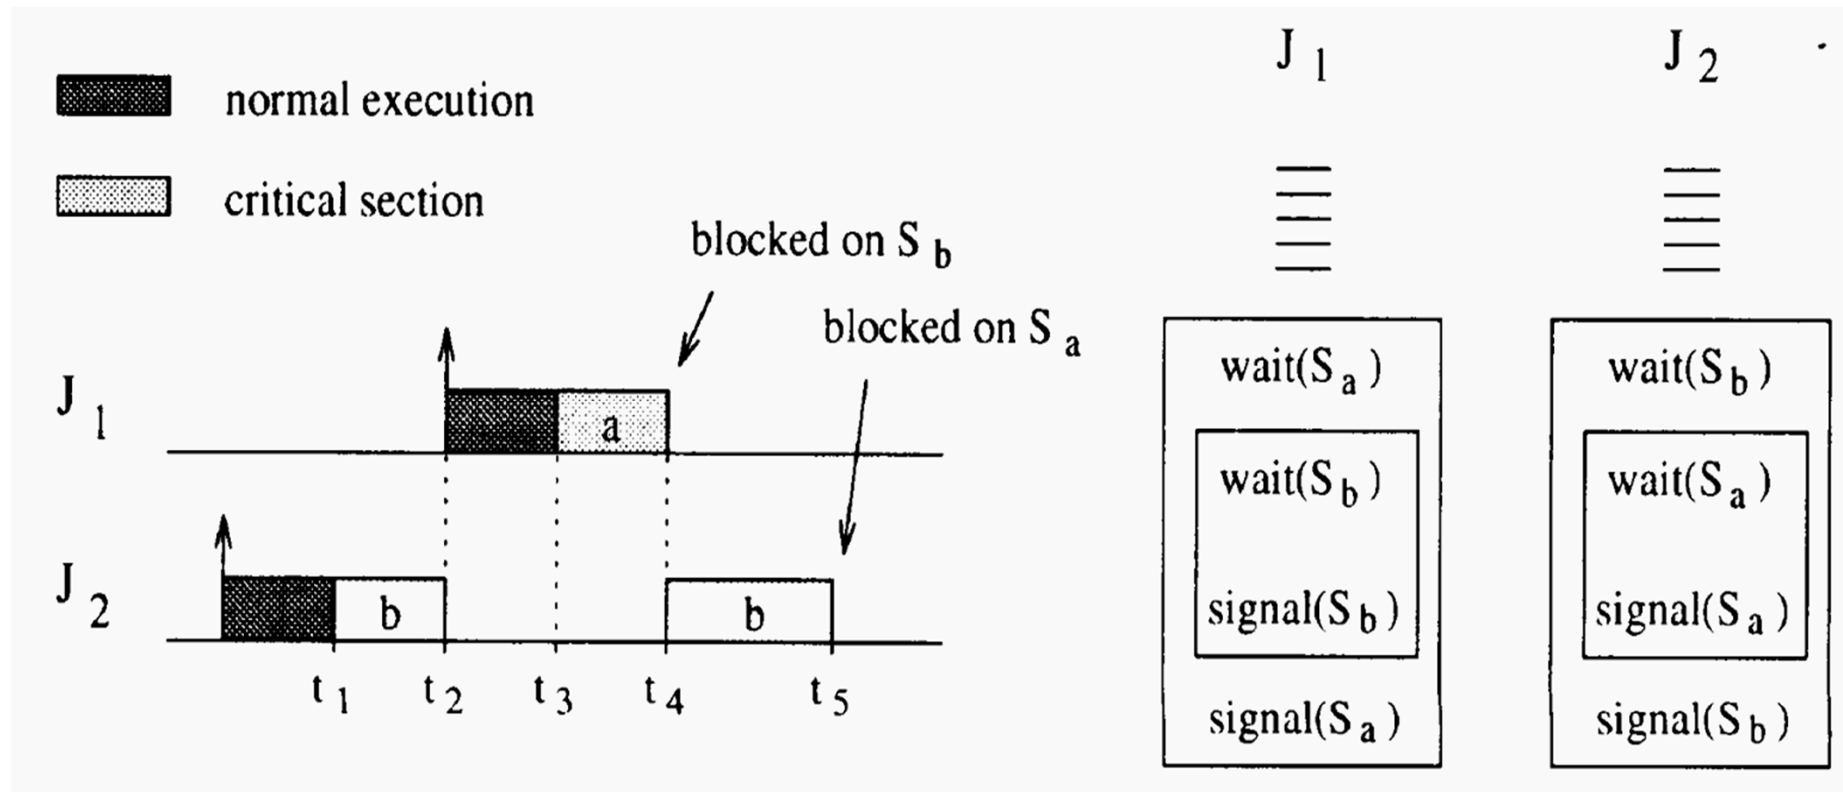 normal execution
critical section
blocked on S b
blocked on S a
J 1
a
J 2
b
b
t 1
t 2
t 3
t 4
t 5
J 1
wait(S a )
wait(S b )
signal(S b )
signal(S a )
J 2
wait(S b )
wait(S a )
signal(S a )
signal(S b )